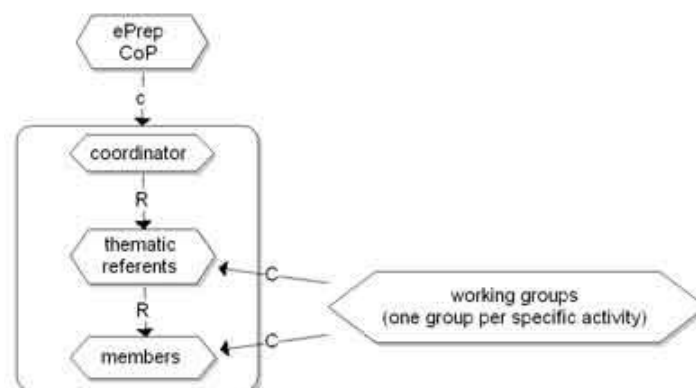 ePrep
CoP
c
coordinator
R
thematic
referents
C
R
working groups
(one group per specific activity)
C
members